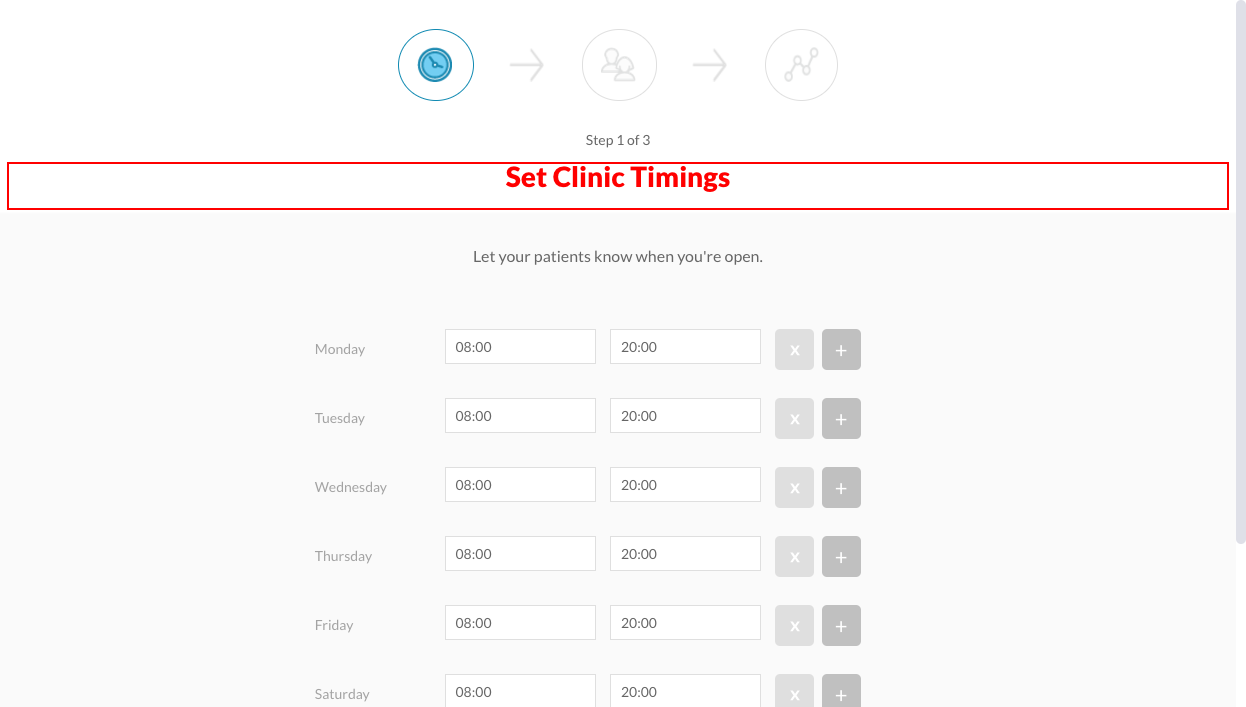 Step 1 of 3
Set Clinic Timings
Let your patients know when you're open.
Monday 08:00 20:00 x +
Tuesday 08:00 20:00 x +
Wednesday 08:00 20:00 x +
Thursday 08:00 20:00 x +
Friday 08:00 20:00 x +
Saturday 08:00 20:00 x +